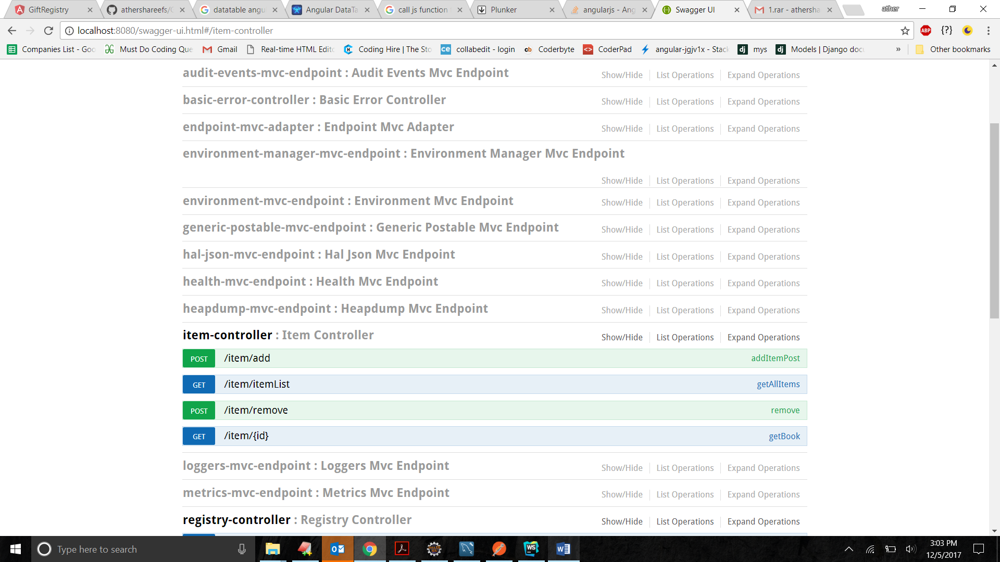 GiftRegistry
athershareefs/
datatable angu
Angular DataTa
call js function
Plunker
angularjs - Ang
Swagger UI
1.rar - athersha
ather
localhost:8080/swagger-ui.html#/item-controller
ABP
{?}
Companies List - Goo
Must Do Coding Que
Gmail
Real-time HTML Edito
Coding Hire | The Sto
collabedit - login
Coderbyte
CoderPad
angular-jgjv1x - Stack
mys
Models | Django docu
»
Other bookmarks
audit-events-mvc-endpoint : Audit Events Mvc Endpoint Show/Hide List Operations Expand Operations
basic-error-controller : Basic Error Controller Show/Hide List Operations Expand Operations
endpoint-mvc-adapter : Endpoint Mvc Adapter Show/Hide List Operations Expand Operations
environment-manager-mvc-endpoint : Environment Manager Mvc Endpoint
Show/Hide List Operations Expand Operations
environment-mvc-endpoint : Environment Mvc Endpoint Show/Hide List Operations Expand Operations
generic-postable-mvc-endpoint : Generic Postable Mvc Endpoint Show/Hide List Operations Expand Operations
hal-json-mvc-endpoint : Hal Json Mvc Endpoint Show/Hide List Operations Expand Operations
health-mvc-endpoint : Health Mvc Endpoint Show/Hide List Operations Expand Operations
heapdump-mvc-endpoint : Heapdump Mvc Endpoint Show/Hide List Operations Expand Operations
item-controller : Item Controller Show/Hide List Operations Expand Operations
POST /item/add addItemPost
GET /item/itemList getAllItems
POST /item/remove remove
GET /item/{id} getBook
loggers-mvc-endpoint : Loggers Mvc Endpoint Show/Hide List Operations Expand Operations
metrics-mvc-endpoint : Metrics Mvc Endpoint Show/Hide List Operations Expand Operations
registry-controller : Registry Controller Show/Hide List Operations Expand Operations
Type here to search
3:03 PM
12/5/2017